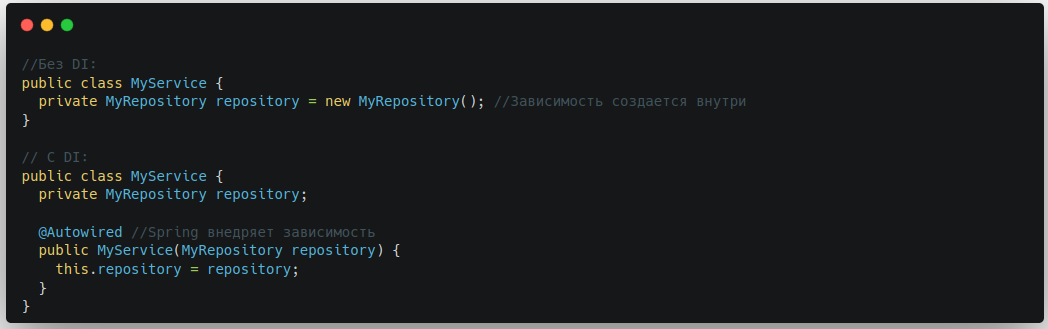 //Без DI:
public class MyService {
  private MyRepository repository = new MyRepository(); //Зависимость создается внутри
}
// С DI:
public class MyService {
  private MyRepository repository;
  @Autowired //Spring внедряет зависимость
  public MyService(MyRepository repository) {
    this.repository = repository;
  }
}